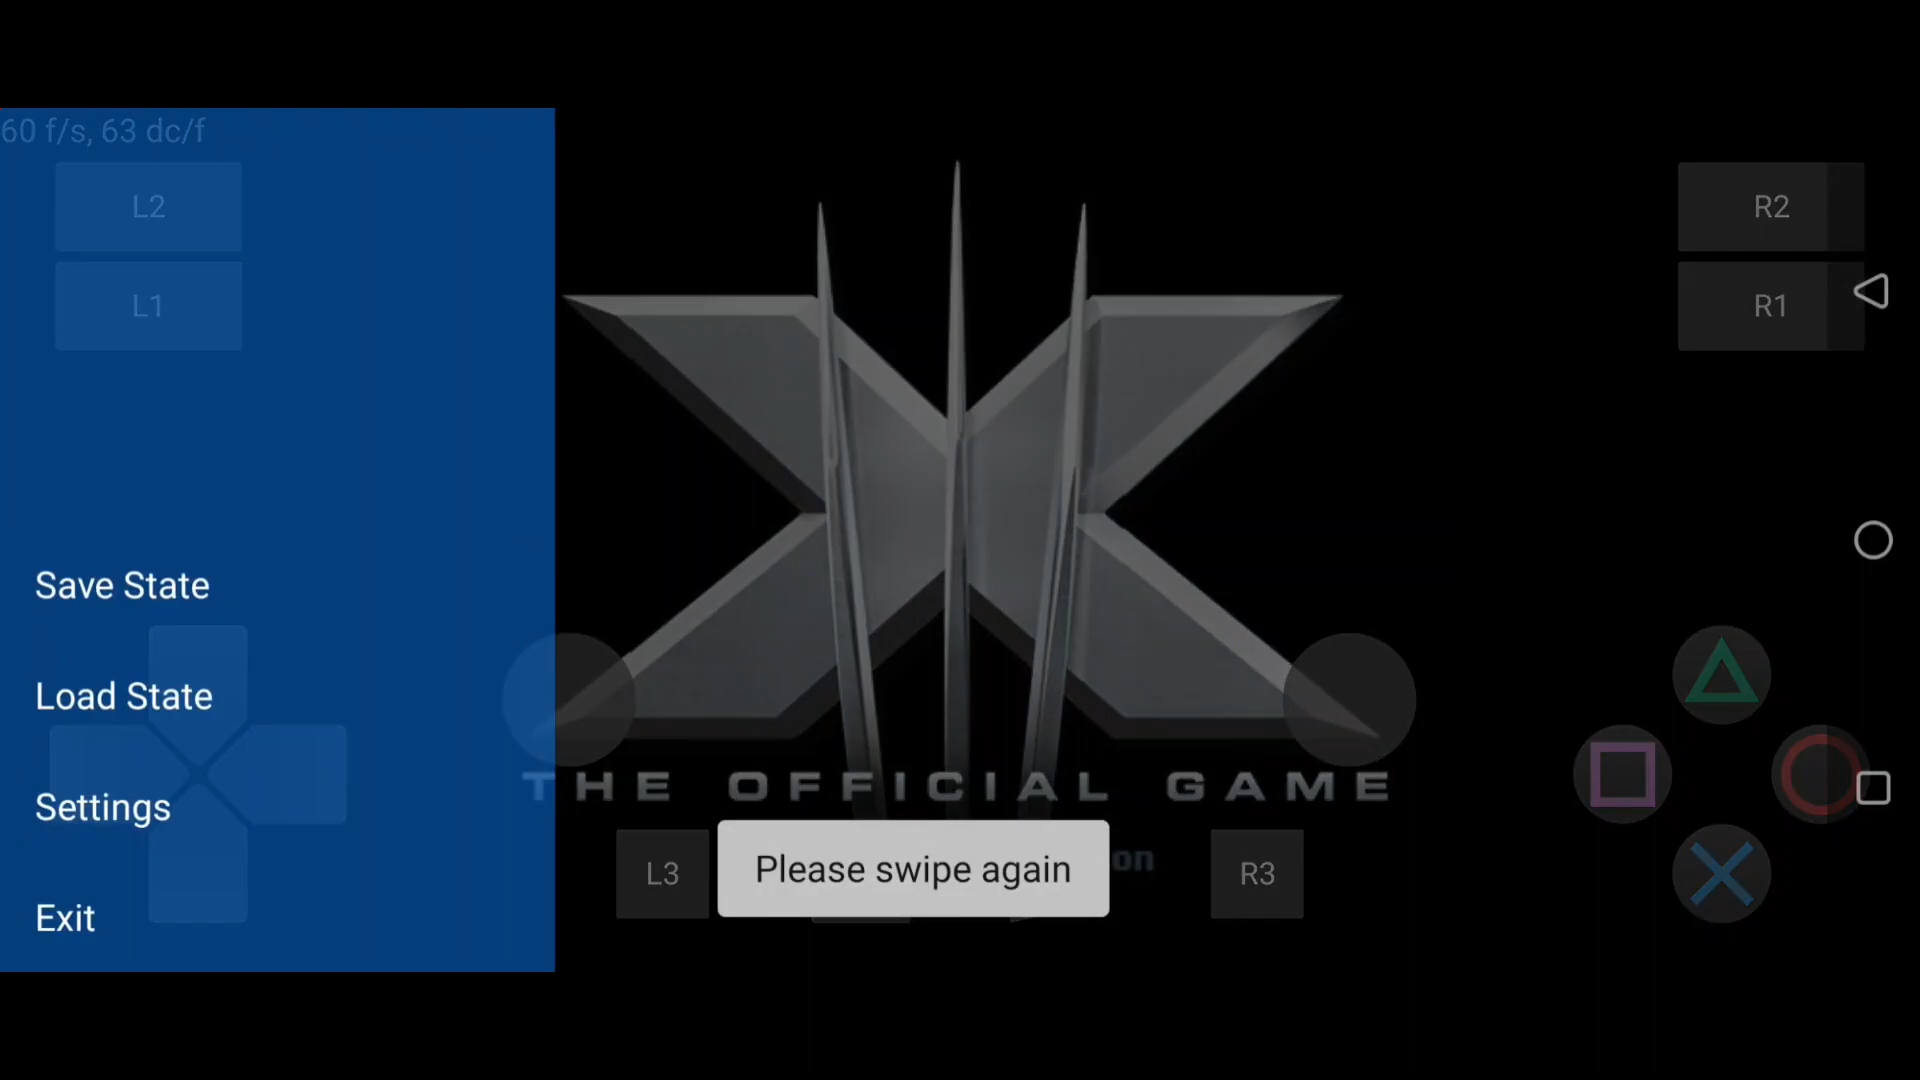 60 f/s, 63 dc/f
L2
R2
L1
R1
Save State
Load State
Settings
THE OFFICIAL GAME
L3
Please swipe again
on
R3
Exit